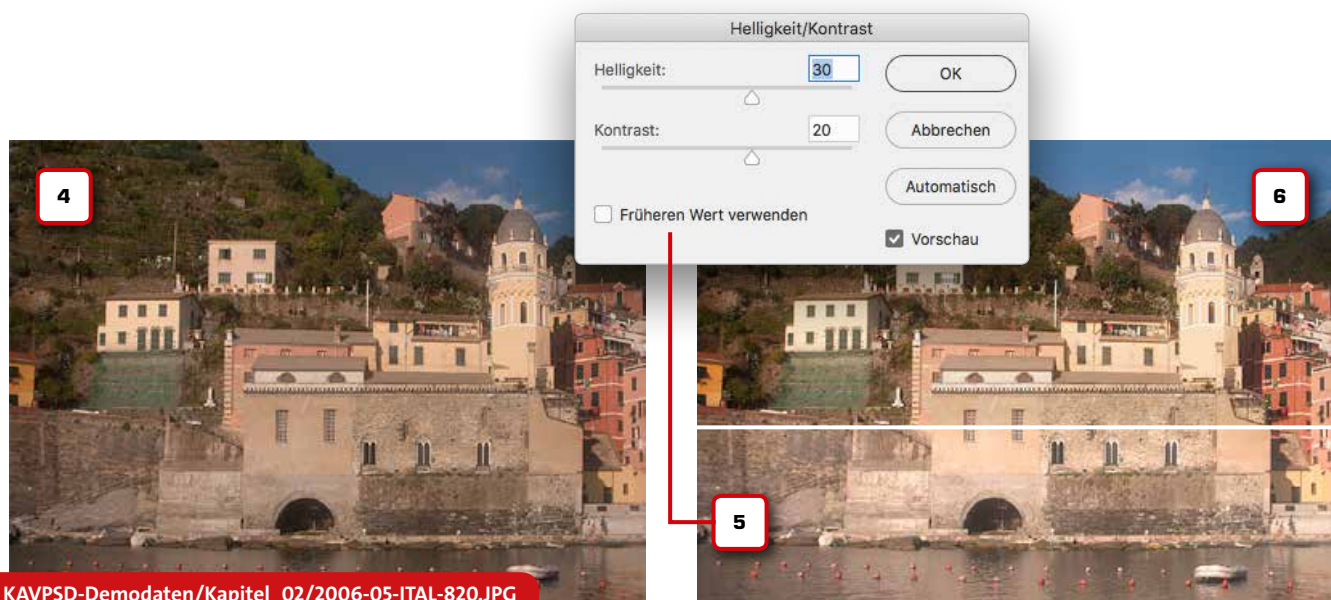 Helligkeit/Kontrast
Helligkeit: 30
OK
Kontrast: 20
Abbrechen
Automatisch
Früheren Wert verwenden
Vorschau
4
6
5
KAVPSD-Demodaten/Kapitel_02/2006-05-ITAL-820.JPG